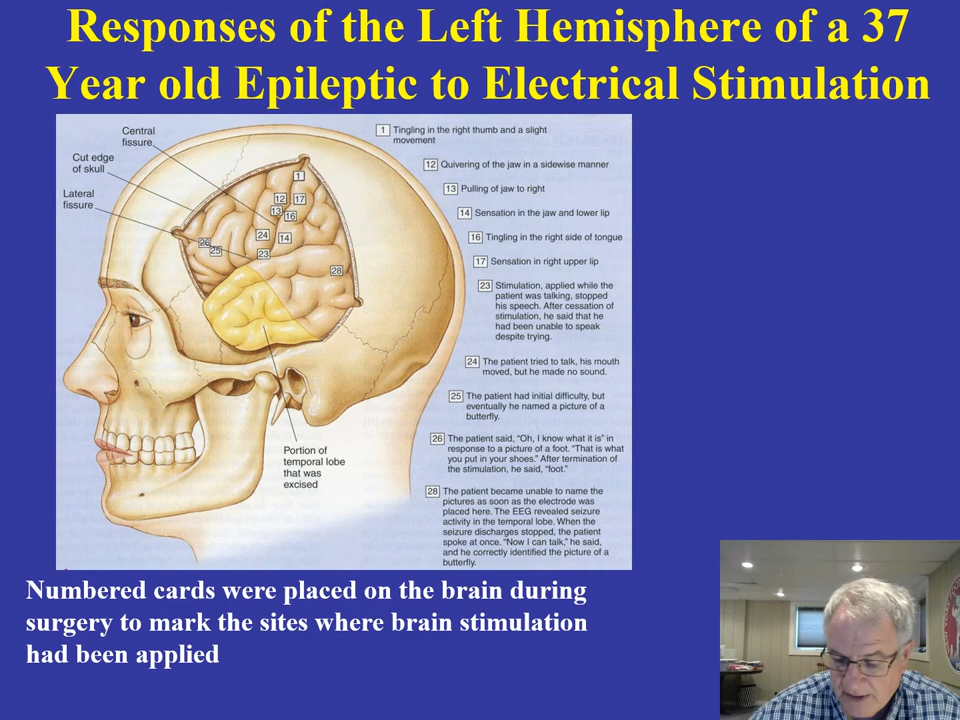 Responses of the Left Hemisphere of a 37
Year old Epileptic to Electrical Stimulation
Central
fissure
Cut edge
of skull
Lateral
fissure
1
12
17
13
16
24
14
26
25
23
28
Portion of
temporal lobe
that was
excised
1 Tingling in the right thumb and a slight
movement
12 Quivering of the jaw in a sidewise manner
13 Pulling of jaw to right
14 Sensation in the jaw and lower lip
16 Tingling in the right side of tongue
17 Sensation in right upper lip
23 Stimulation, applied while the
patient was talking, stopped
his speech. After cessation of
stimulation, he said that he
had been unable to speak
despite trying.
24 The patient tried to talk, his mouth
moved, but he made no sound.
25 The patient had initial difficulty, but
eventually he named a picture of a
butterfly.
26 The patient said, "Oh, I know what it is" in
response to a picture of a foot. "That is what
you put in your shoes." After termination of
the stimulation, he said, "foot."
28 The patient became unable to name the
pictures as soon as the electrode was
placed here. The EEG revealed seizure
activity in the temporal lobe. When the
seizure discharges stopped, the patient
spoke at once. "Now I can talk," he said,
and he correctly identified the picture of a
butterfly.
Numbered cards were placed on the brain during
surgery to mark the sites where brain stimulation
had been applied